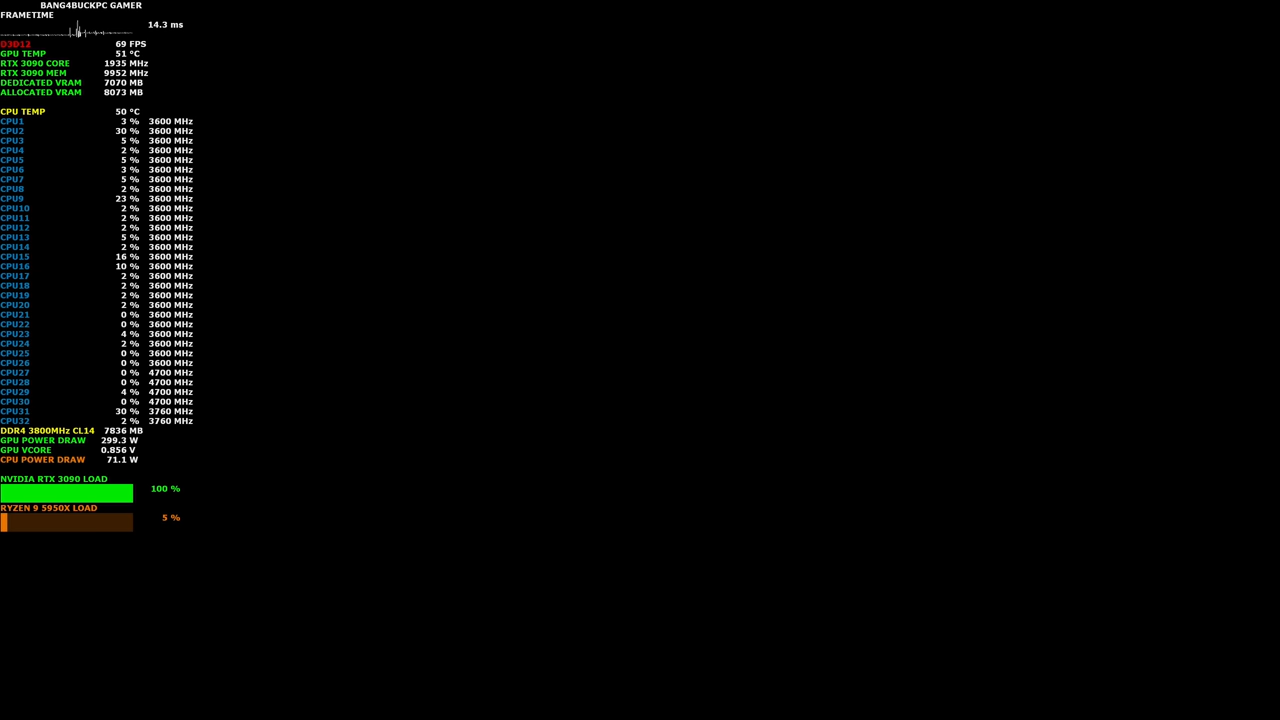 BANG4BUCKPC GAMER
FRAMETIME
14.3 ms
D3D12 69 FPS
GPU TEMP 51 °C
RTX 3090 CORE 1935 MHz
RTX 3090 MEM 9952 MHz
DEDICATED VRAM 7070 MB
ALLOCATED VRAM 8073 MB
CPU TEMP 50 °C
CPU1 3 % 3600 MHz
CPU2 30 % 3600 MHz
CPU3 5 % 3600 MHz
CPU4 2 % 3600 MHz
CPU5 5 % 3600 MHz
CPU6 3 % 3600 MHz
CPU7 5 % 3600 MHz
CPU8 2 % 3600 MHz
CPU9 23 % 3600 MHz
CPU10 2 % 3600 MHz
CPU11 2 % 3600 MHz
CPU12 2 % 3600 MHz
CPU13 5 % 3600 MHz
CPU14 2 % 3600 MHz
CPU15 16 % 3600 MHz
CPU16 10 % 3600 MHz
CPU17 2 % 3600 MHz
CPU18 2 % 3600 MHz
CPU19 2 % 3600 MHz
CPU20 2 % 3600 MHz
CPU21 0 % 3600 MHz
CPU22 0 % 3600 MHz
CPU23 4 % 3600 MHz
CPU24 2 % 3600 MHz
CPU25 0 % 3600 MHz
CPU26 0 % 3600 MHz
CPU27 0 % 4700 MHz
CPU28 0 % 4700 MHz
CPU29 4 % 4700 MHz
CPU30 0 % 4700 MHz
CPU31 30 % 3760 MHz
CPU32 2 % 3760 MHz
DDR4 3800MHz CL14 7836 MB
GPU POWER DRAW 299.3 W
GPU VCORE 0.856 V
CPU POWER DRAW 71.1 W
NVIDIA RTX 3090 LOAD
100 %
RYZEN 9 5950X LOAD
5 %